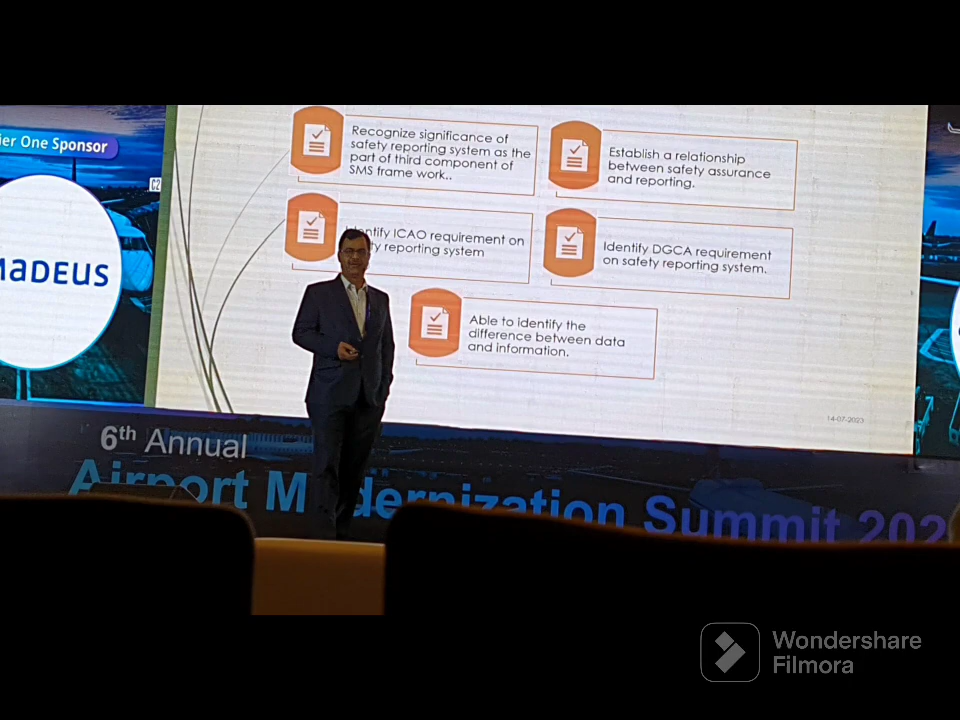 ier One Sponsor
C2
maDEUS
Recognize significance of
safety reporting system as the
part of third component of
SMS frame work..
Establish a relationship
between safety assurance
and reporting.
Identify ICAO requirement on
reporting system
Identify DGCA requirement
on safety reporting system.
Able to identify the
difference between data
and information.
14-07-2023
6th Annual
Airport Modernization Summit 202
Wondershare
Filmora